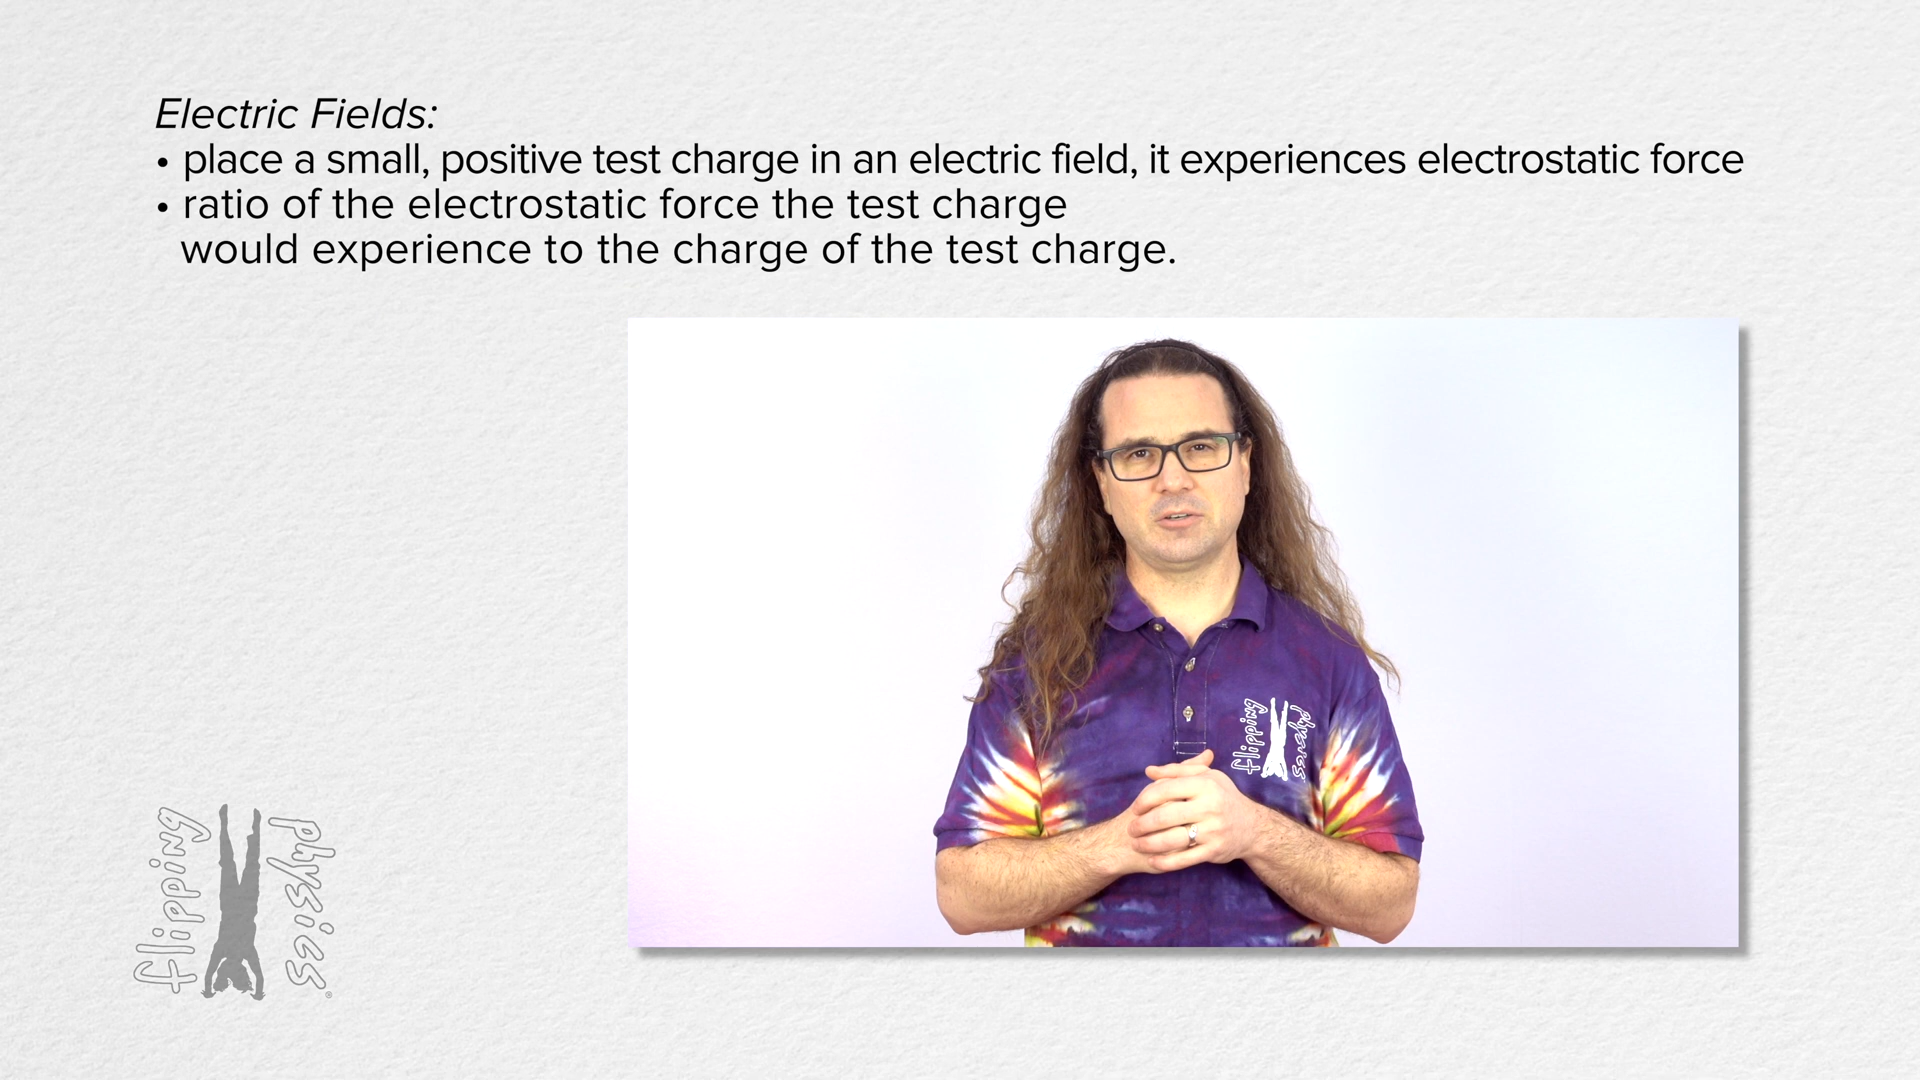 Electric Fields:
• place a small, positive test charge in an electric field, it experiences electrostatic force
• ratio of the electrostatic force the test charge
would experience to the charge of the test charge.
flipping
physics
®
flipping
physics